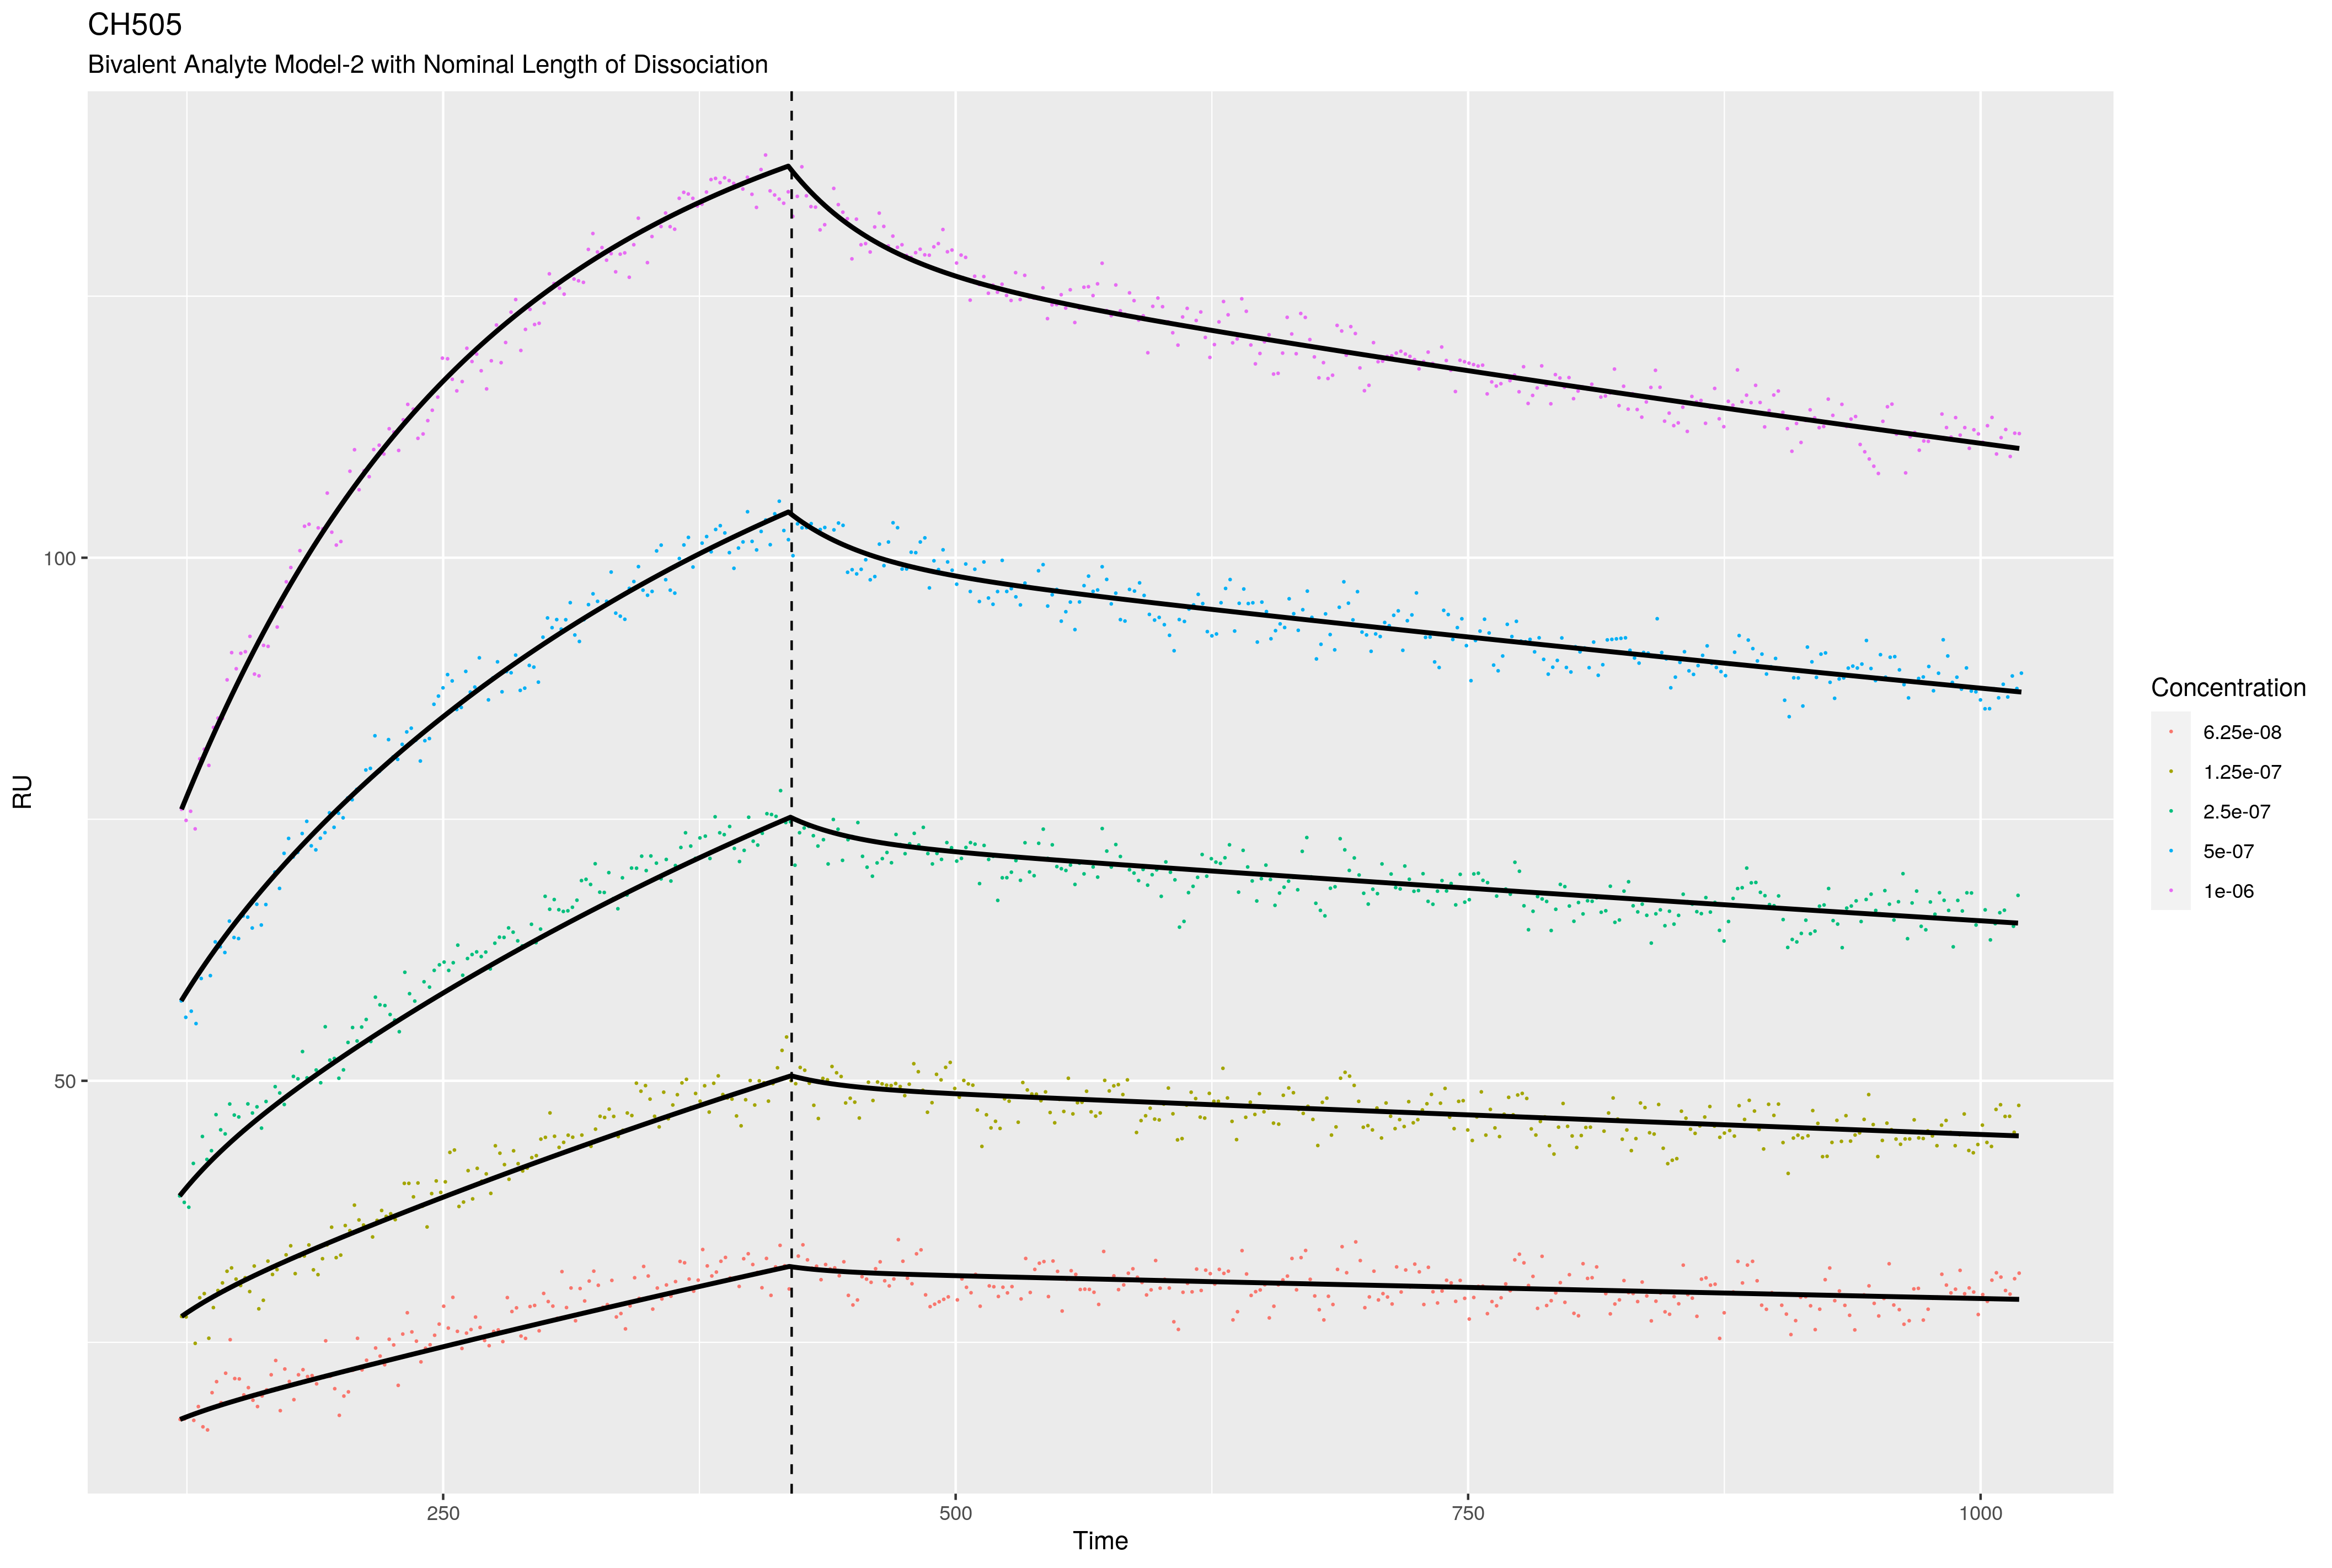 CH505
Bivalent Analyte Model-2 with Nominal Length of Dissociation
100
50
RU
250
500
750
1000
Time
Concentration
6.25e-08
1.25e-07
2.5e-07
5e-07
1e-06